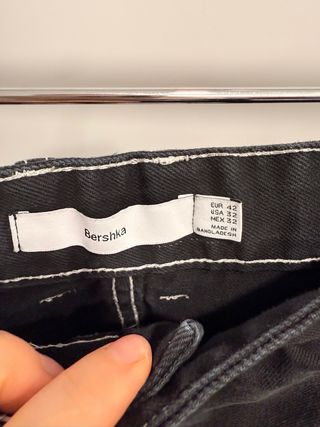 Bershka
EUR 42
USA 32
MEX 32
MADE IN
BANGLADESH